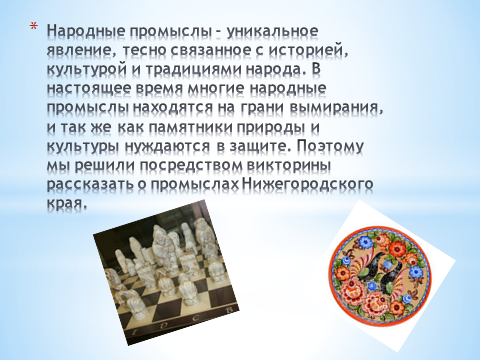 * Народные промыслы - уникальное
явление, тесно связанное с историей,
культурой и традициями народа. В
настоящее время многие народные
промыслы находятся на грани вымирания,
и так же как памятники природы и
культуры нуждаются в защите. Поэтому
мы решили посредством викторины
рассказать о промыслах Нижегородского
края.